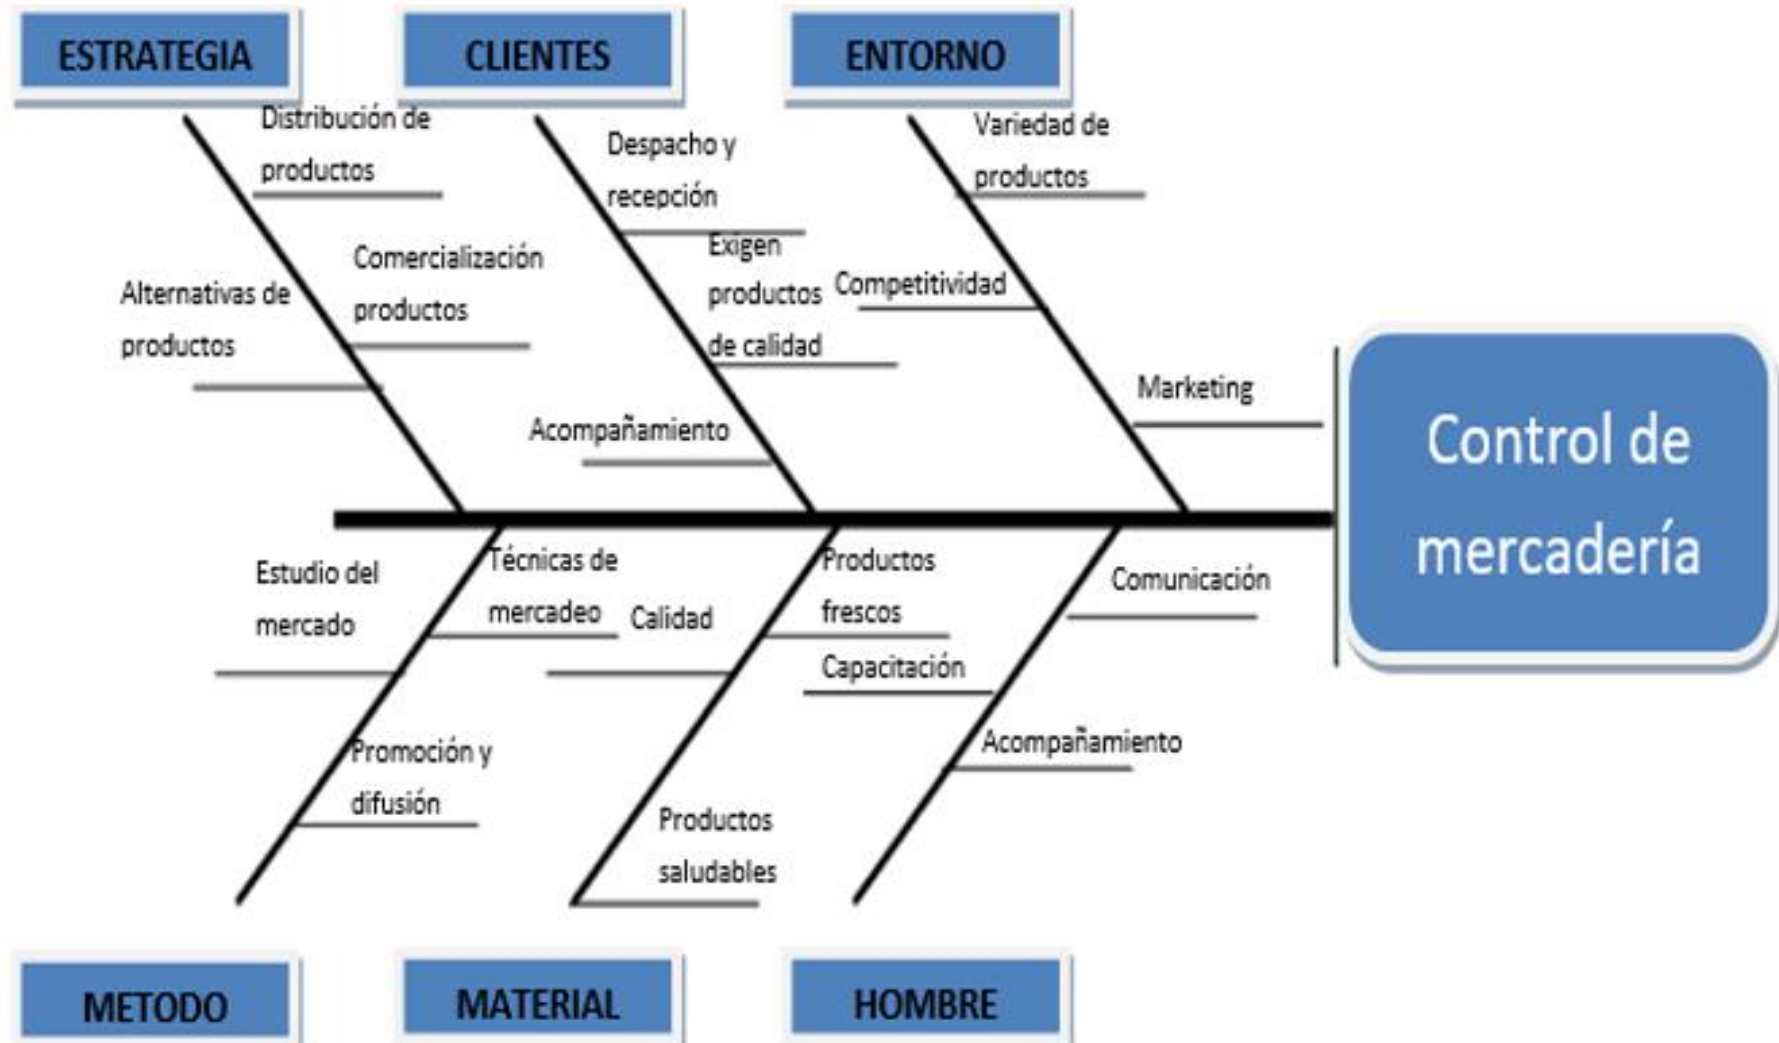 ESTRATEGIA
CLIENTES
ENTORNO
Distribución de
productos
Comercialización
productos
Alternativas de
productos
Despacho y
recepción
Exigen
productos
de calidad
Acompañamiento
Variedad de
productos
Competitividad
Marketing
Control de
mercadería
Estudio del
mercado
Técnicas de
mercadeo
Promoción y
difusión
Calidad
Productos
frescos
Productos
saludables
Comunicación
Capacitación
Acompañamiento
METODO
MATERIAL
HOMBRE